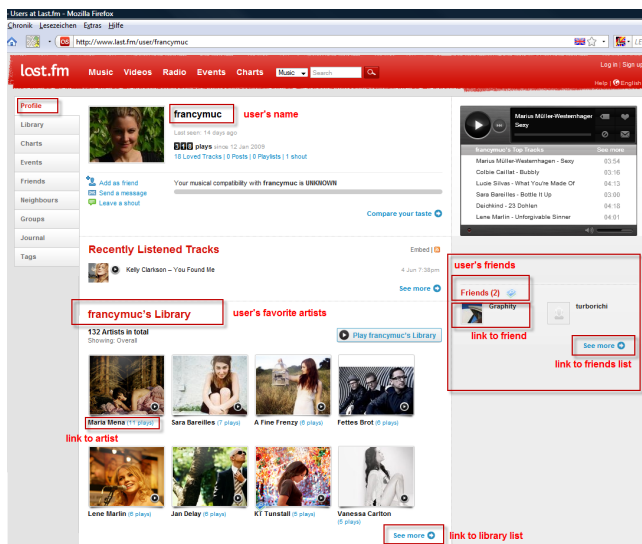 - Users at Last.fm - Mozilla Firefox
Chronik Lesezeichen Extras Hilfe
http://www.last.fm/user/francymuc
last.fm
Music Videos Radio Events Charts
Music Search
Log in | Sign up
Help | English
Profile
Library
Charts
Events
Friends
Neighbours
Groups
Journal
Tags
francymuc
user's name
Last seen: 14 days ago
348 plays since 12 Jan 2009
18 Loved Tracks | 0 Posts | 0 Playlists | 1 shout
Add as friend
Send a message
Leave a shout
Your musical compatibility with francymuc is UNKNOWN
Compare your taste
Marius Müller-Westernhagen
Sexy
francymuc's Top Tracks See more
Marius Müller-Westernhagen - Sexy 03:54
Colbie Caillat - Bubbly 03:16
Lucie Silvas - What You're Made Of 04:13
Sara Bareilles - Bottle It Up 03:00
Deichkind - 23 Dohlen 04:18
Lene Marlin - Unforgivable Sinner 04:01
Recently Listened Tracks
Embed |
Kelly Clarkson – You Found Me 4 Jun 7:38pm
See more
francymuc's Library
user's favorite artists
132 Artists in total
Showing: Overall
Play francymuc's Library
Maria Mena (11 plays)
Sara Bareilles (7 plays)
A Fine Frenzy (6 plays)
Fettes Brot (6 plays)
link to artist
Lene Marlin (6 plays)
Jan Delay (6 plays)
KT Tunstall (5 plays)
Vanessa Carlton
(5 plays)
See more
link to library list
user's friends
Friends (2)
Graphity
turborichi
link to friend
See more
link to friends list